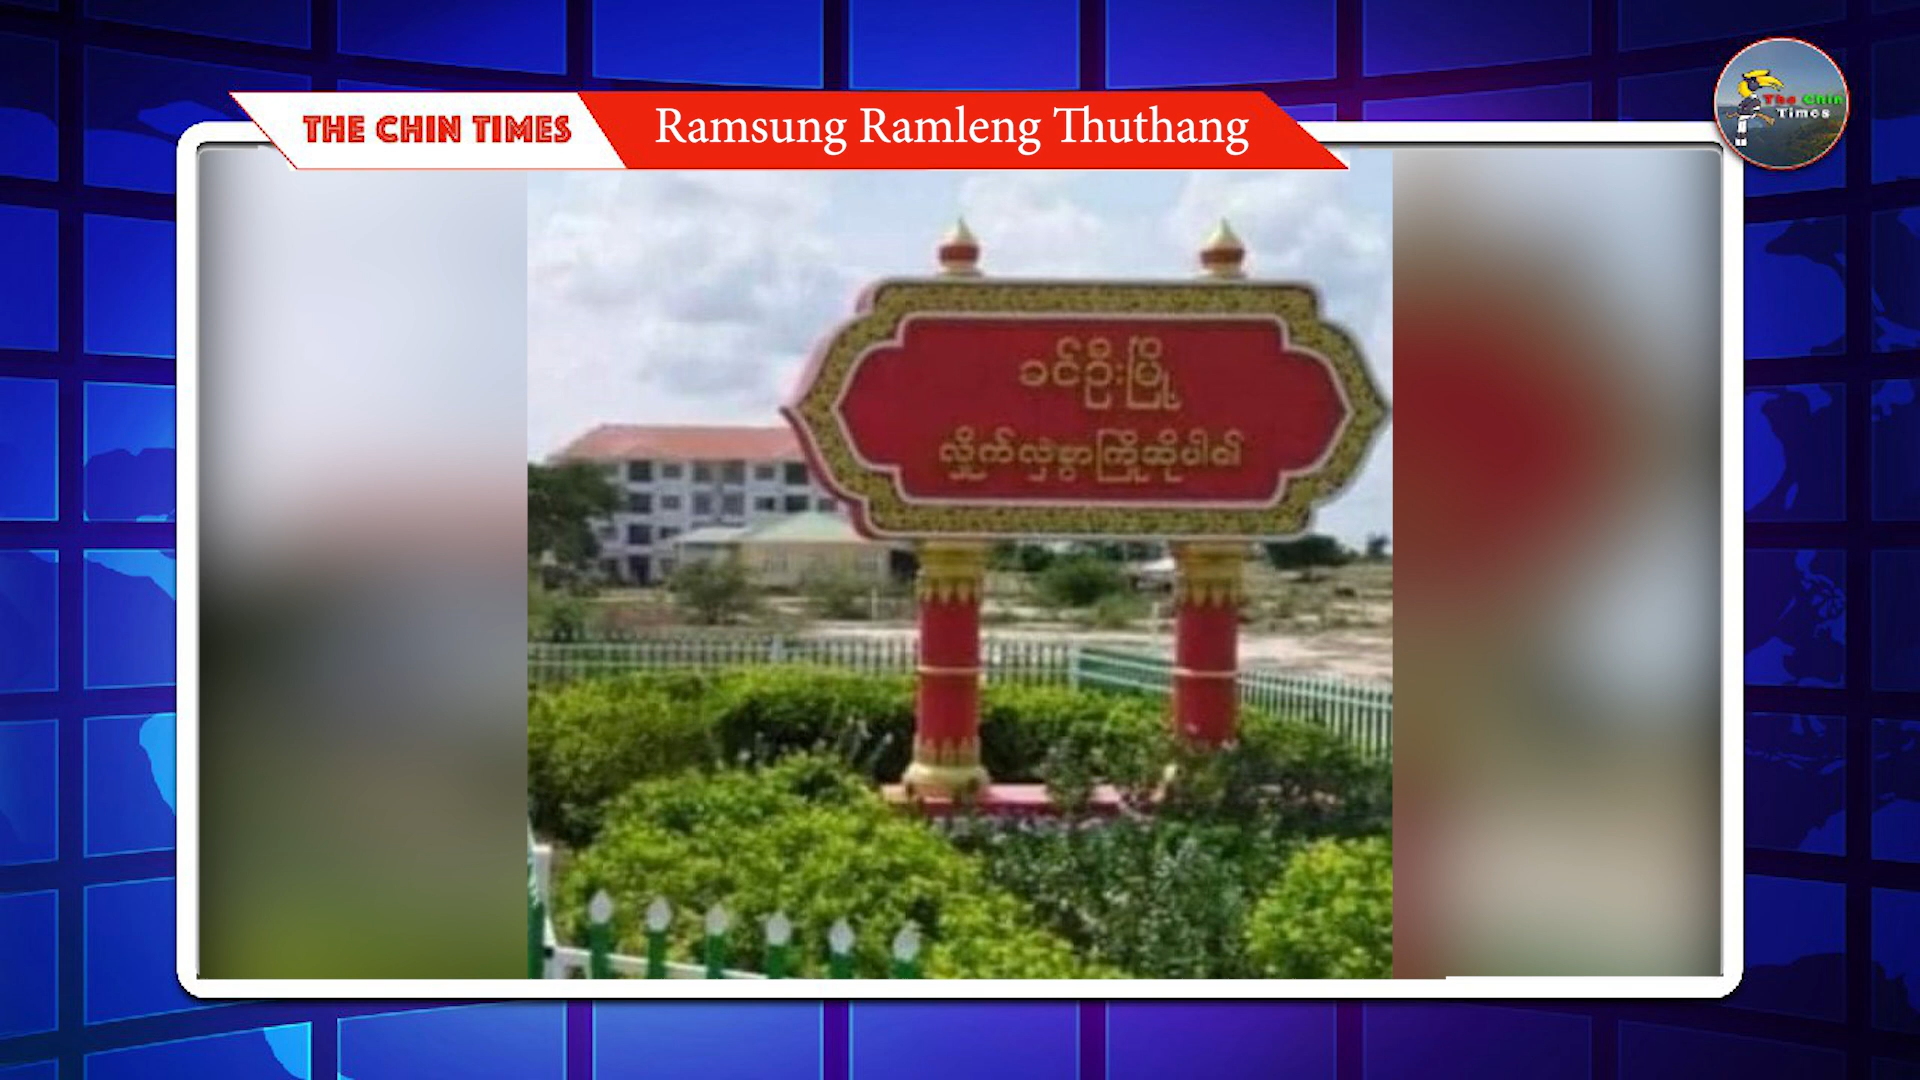 THE CHIN TIMES
Ramsung Ramleng Thuthang
The Chin
Times
ခင်ဦးမြို့
လှိုက်လှဲစွာကြိုဆိုပါ၏